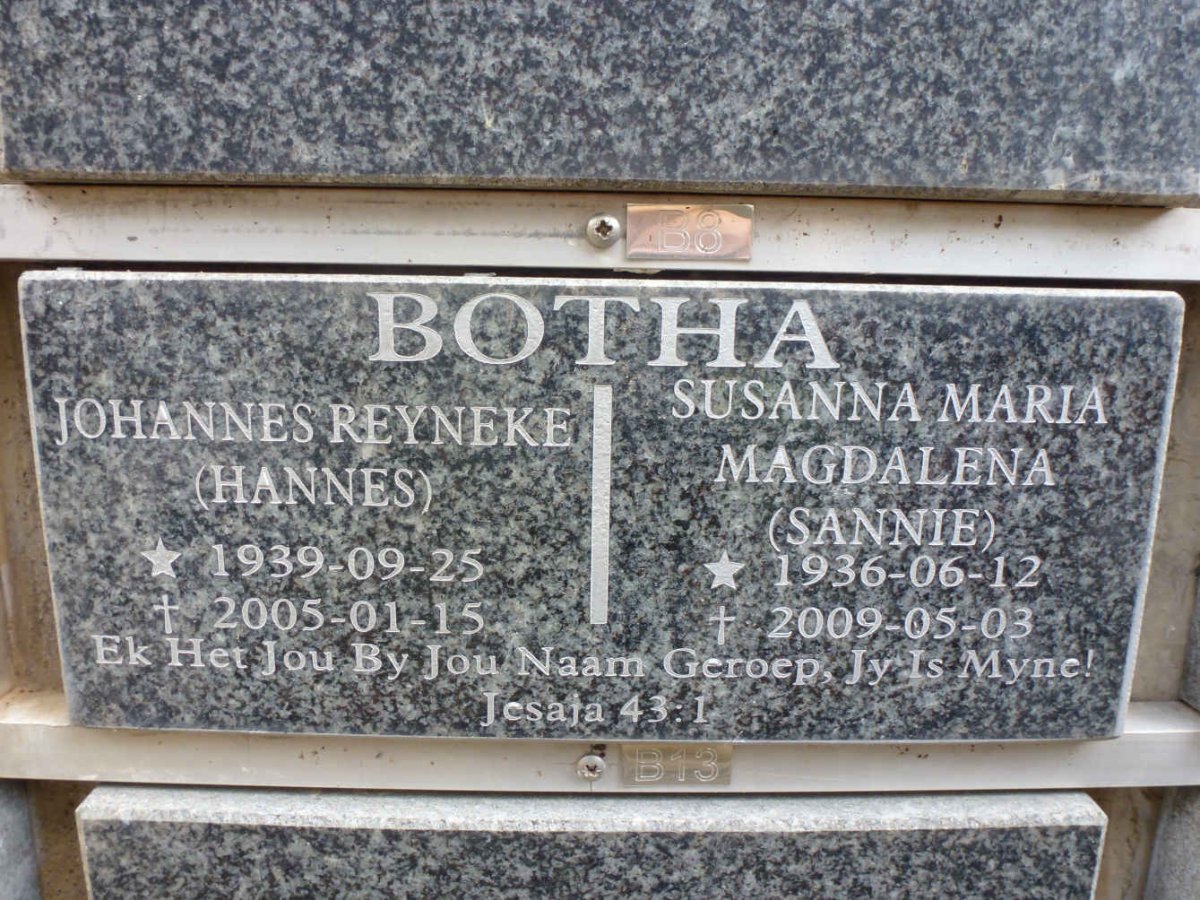 B8
BOTHA
JOHANNES REYNEKE
(HANNES)
★ 1939-09-25
† 2005-01-15
SUSANNA MARIA
MAGDALENA
(SANNIE)
★ 1936-06-12
† 2009-05-03
Ek Het Jou By Jou Naam Geroep, Jy Is Myne!
Jesaja 43:1
B13